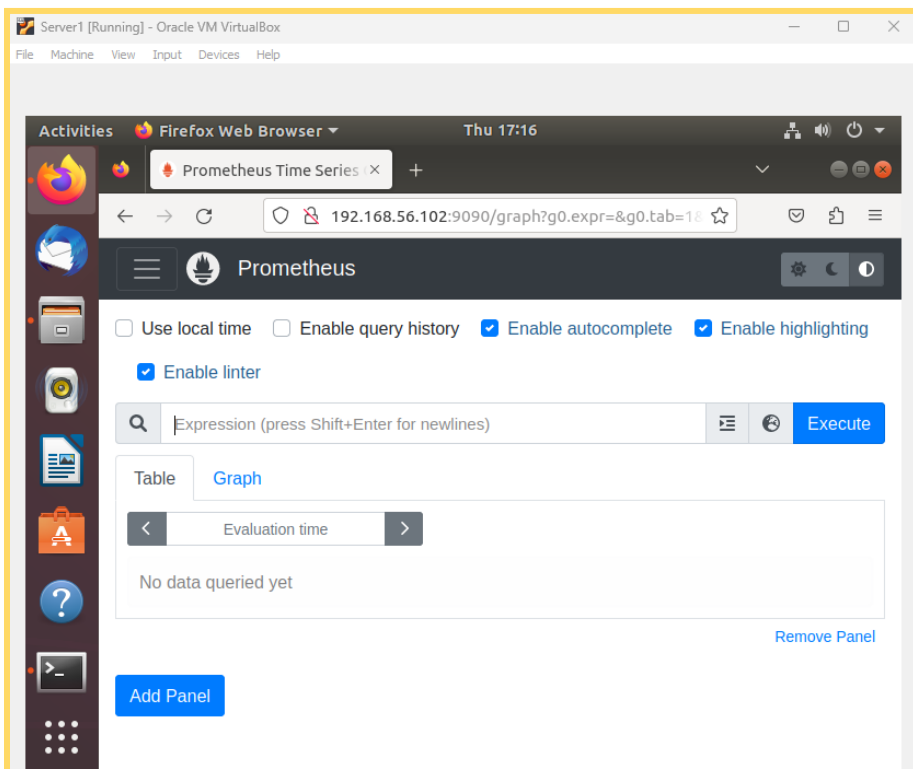 Server1 [Running] - Oracle VM VirtualBox
File Machine View Input Devices Help
Activities Firefox Web Browser Thu 17:16
Prometheus Time Series
192.168.56.102:9090/graph?g0.expr=&g0.tab=1&
Prometheus
Use local time Enable query history Enable autocomplete Enable highlighting
Enable linter
Expression (press Shift+Enter for newlines) Execute
Table Graph
Evaluation time
No data queried yet
Remove Panel
Add Panel